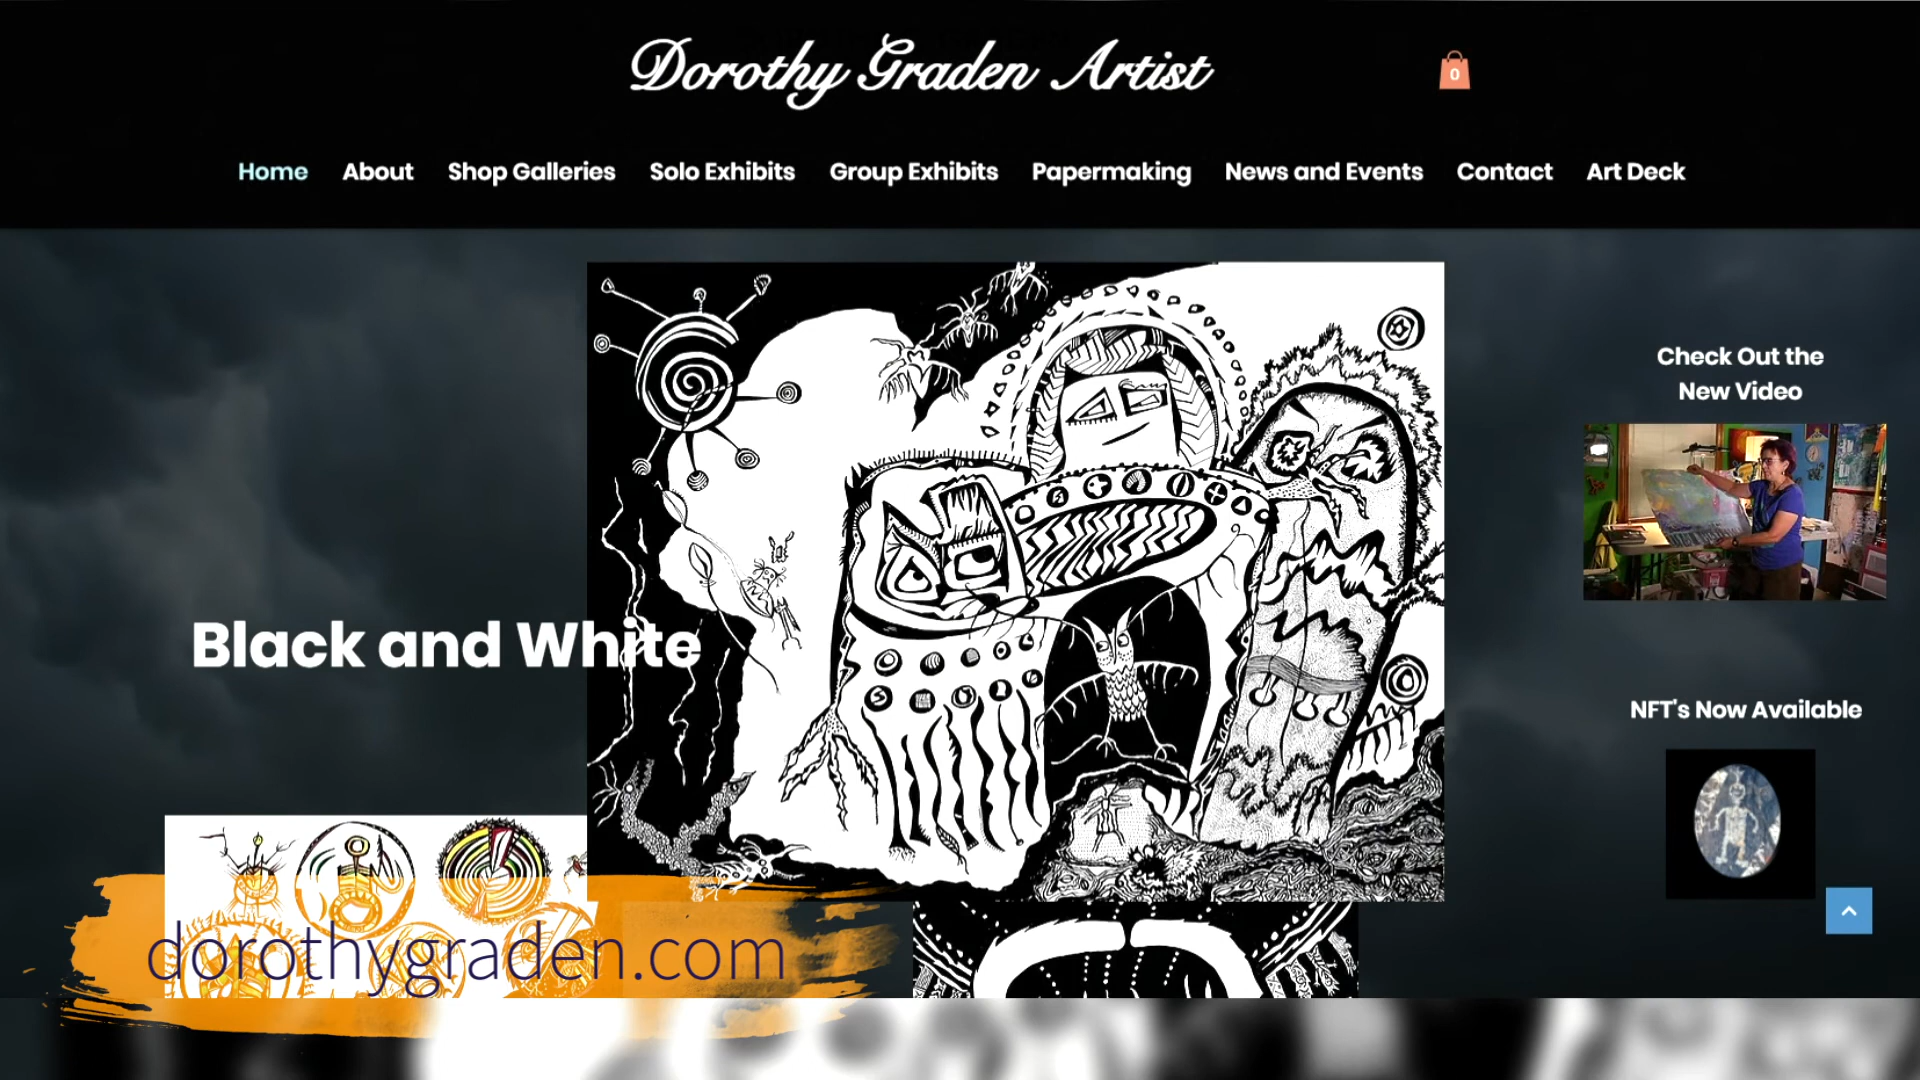 Dorothy Graden Artist
0
Home About Shop Galleries Solo Exhibits Group Exhibits Papermaking News and Events Contact Art Deck
Check Out the
New Video
Black and White
NFT's Now Available
dorothygraden.com